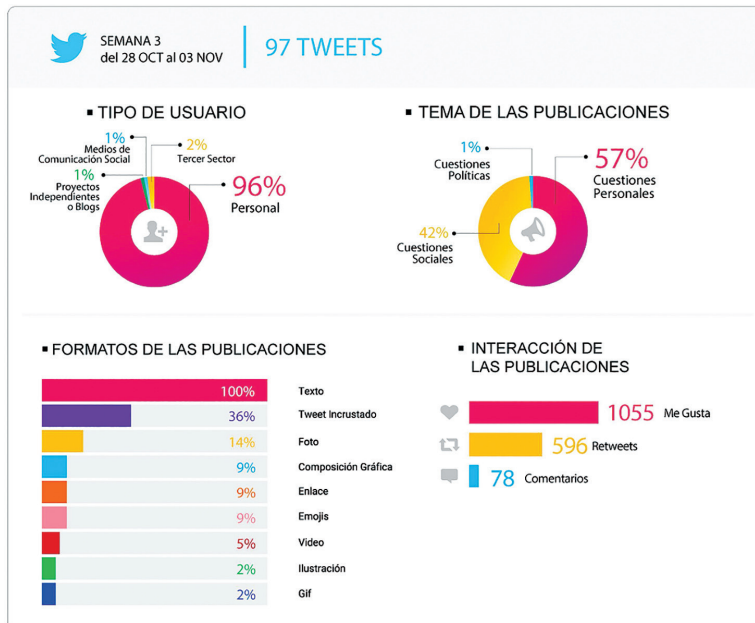 SEMANA 3
del 28 OCT al 03 NOV
97 TWEETS
▪ TIPO DE USUARIO
1%
Medios de
Comunicación Social
2%
Tercer Sector
1%
Proyectos
Independientes
o Blogs
96%
Personal
▪ TEMA DE LAS PUBLICACIONES
1%
Cuestiones
Políticas
57%
Cuestiones
Personales
42%
Cuestiones
Sociales
▪ FORMATOS DE LAS PUBLICACIONES
100% Texto
36% Tweet Incrustado
14% Foto
9% Composición Gráfica
9% Enlace
9% Emojis
5% Video
2% Ilustración
2% Gif
▪ INTERACCIÓN DE
LAS PUBLICACIONES
1055 Me Gusta
596 Retweets
78 Comentarios